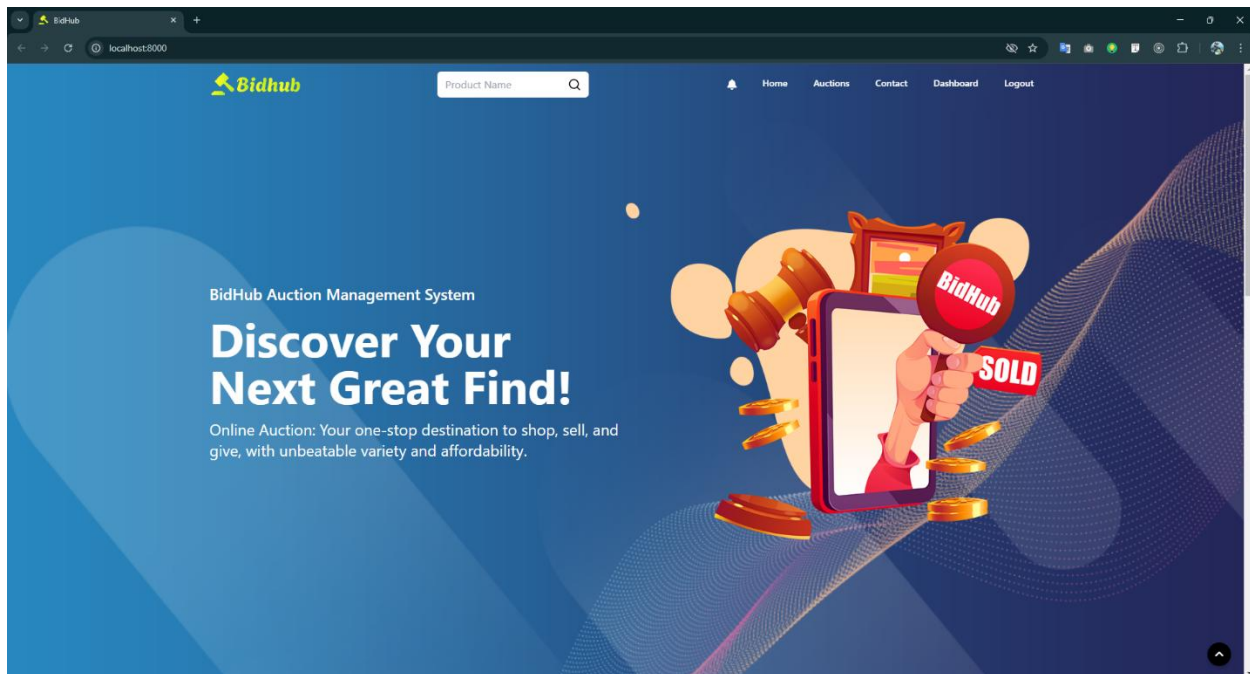 BidHub
localhost:8000
Bidhub
Product Name
Home Auctions Contact Dashboard Logout
BidHub Auction Management System
Discover Your
Next Great Find!
Online Auction: Your one-stop destination to shop, sell, and
give, with unbeatable variety and affordability.
BidHub
SOLD